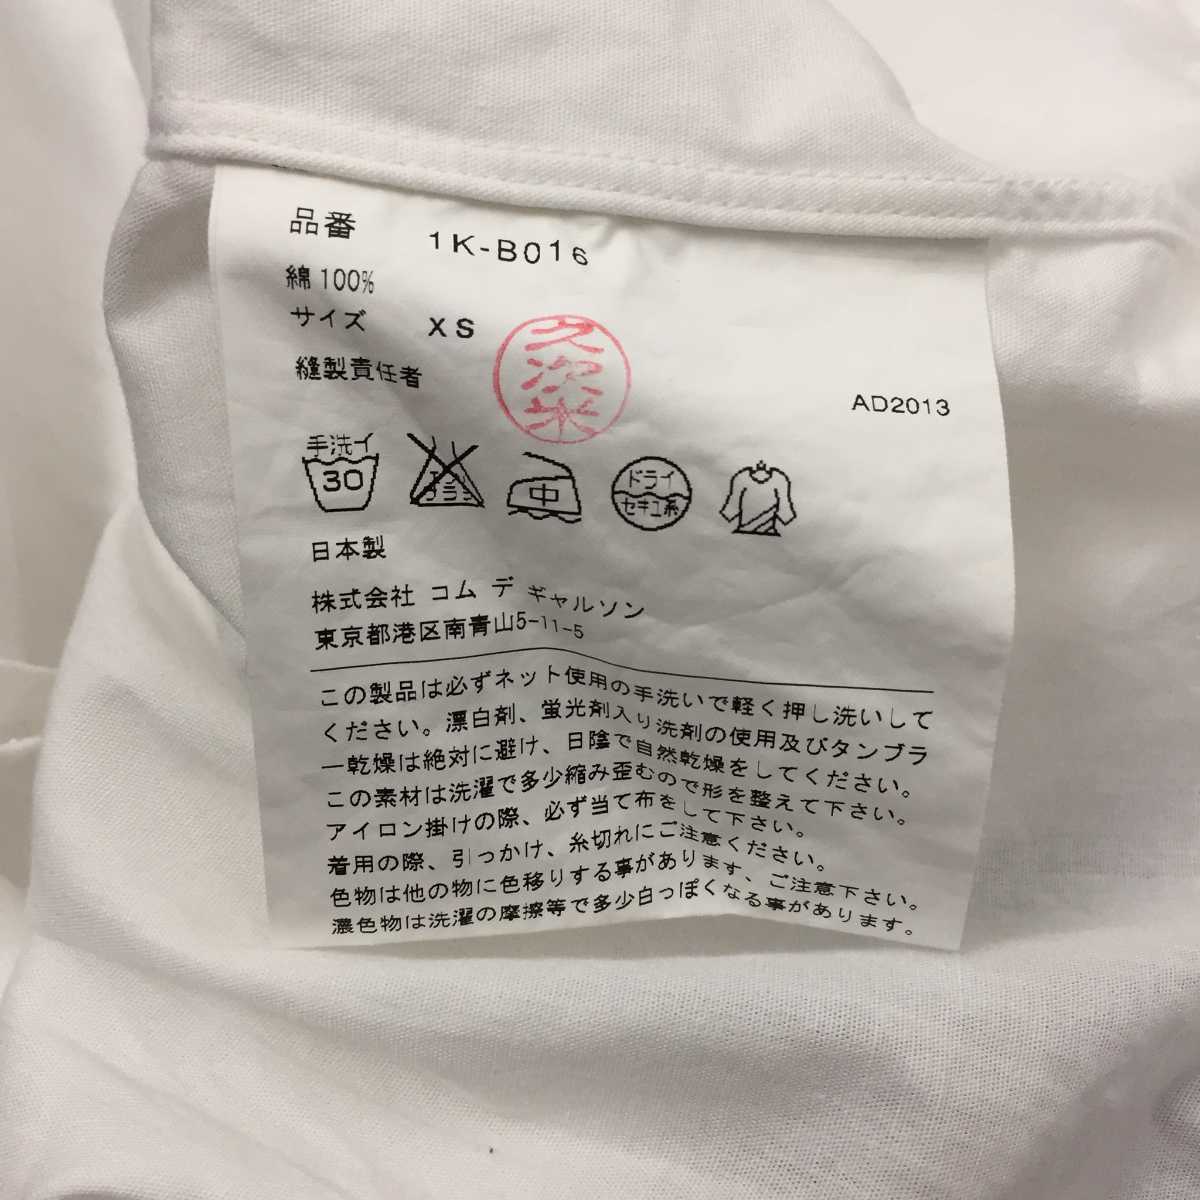 品番 1K-B016
綿100%
サイズ XS
縫製責任者
之次米
AD2013
手洗イ
30
エンソ
サラシ
中
ドライ
セキユ系
日本製
株式会社 コム デ ギャルソン
東京都港区南青山5-11-5
この製品は必ずネット使用の手洗いで軽く押し洗いして
ください。漂白剤、蛍光剤入り洗剤の使用及びタンブラ
ー乾燥は絶対に避け、日陰で自然乾燥をしてください。
この素材は洗濯で多少縮み歪むので形を整えて下さい。
アイロン掛けの際、必ず当て布をして下さい。
着用の際、引っかけ、糸切れにご注意ください。
色物は他の物に色移りする事があります、ご注意下さい。
濃色物は洗濯の摩擦等で多少白っぽくなる事があります。